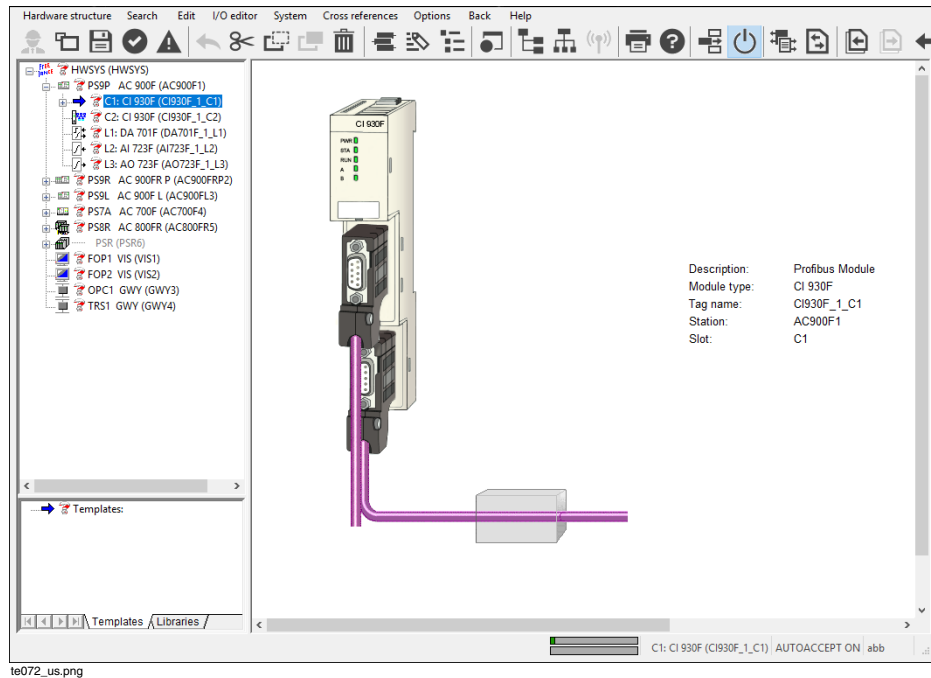 Hardware structure Search Edit I/O editor System Cross references Options Back Help
HWSYS (HWSYS)
PS9P AC 900F (AC900F1)
C1: CI 930F (CI930F_1_C1)
C2: CI 930F (CI930F_1_C2)
L1: DA 701F (DA701F_1_L1)
L2: AI 723F (AI723F_1_L2)
L3: AO 723F (AO723F_1_L3)
PS9R AC 900FR P (AC900FRP2)
PS9L AC 900F L (AC900FL3)
PS7A AC 700F (AC700F4)
PS8R AC 800FR (AC800FR5)
PSR (PSR6)
FOP1 VIS (VIS1)
FOP2 VIS (VIS2)
OPC1 GWY (GWY3)
TRS1 GWY (GWY4)
CI 930F
PWR
STA
RUN
A
B
Description: Profibus Module
Module type: CI 930F
Tag name: CI930F_1_C1
Station: AC900F1
Slot: C1
Templates:
Templates Libraries
C1: CI 930F (CI930F_1_C1) AUTOACCEPT ON abb
te072_us.png